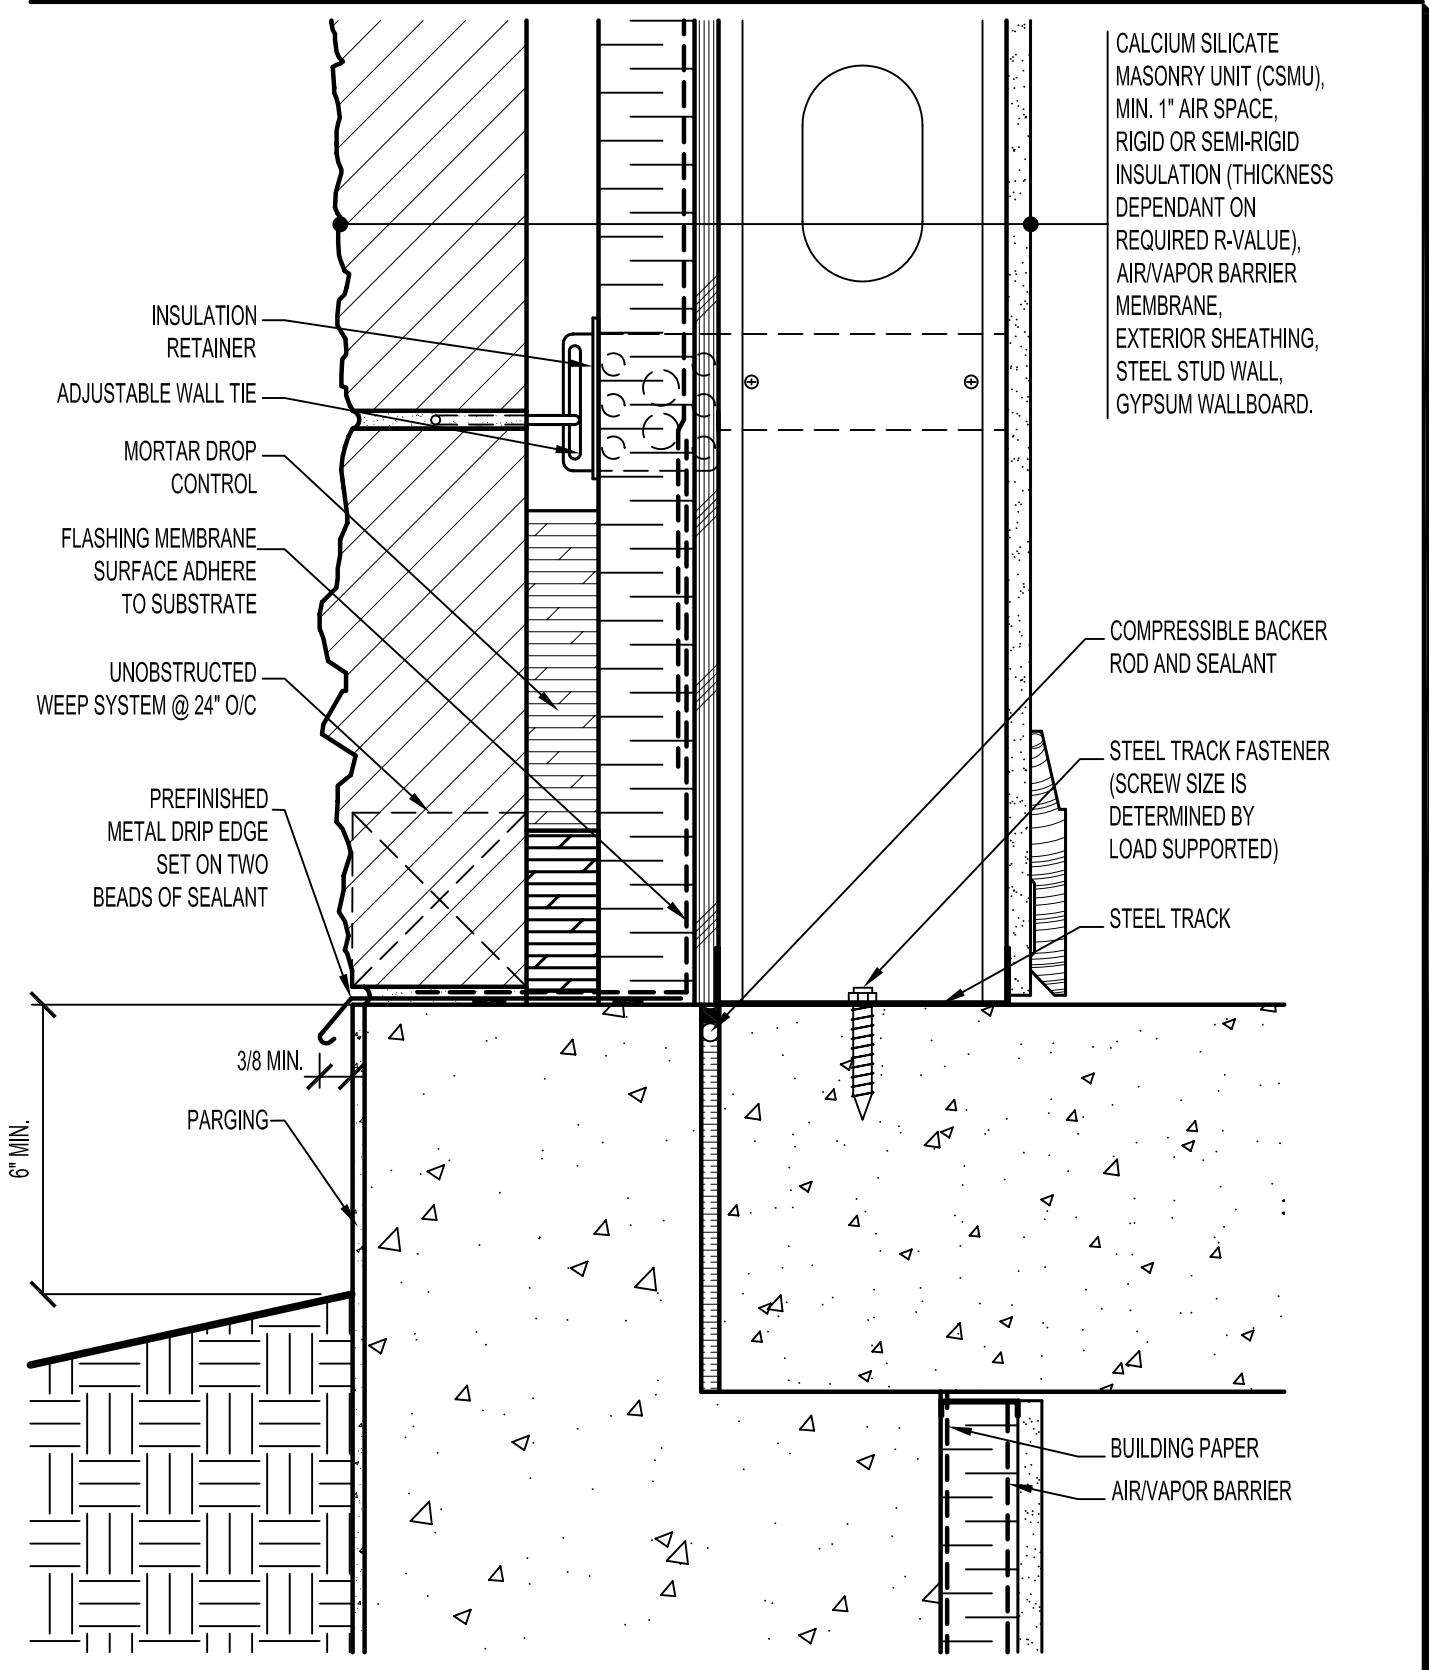 CALCIUM SILICATE
MASONRY UNIT (CSMU),
MIN. 1" AIR SPACE,
RIGID OR SEMI-RIGID
INSULATION (THICKNESS
DEPENDANT ON
REQUIRED R-VALUE),
AIR/VAPOR BARRIER
MEMBRANE,
EXTERIOR SHEATHING,
STEEL STUD WALL,
GYPSUM WALLBOARD.
INSULATION
RETAINER
ADJUSTABLE WALL TIE
MORTAR DROP
CONTROL
FLASHING MEMBRANE
SURFACE ADHERE
TO SUBSTRATE
UNOBSTRUCTED
WEEP SYSTEM @ 24" O/C
PREFINISHED
METAL DRIP EDGE
SET ON TWO
BEADS OF SEALANT
COMPRESSIBLE BACKER
ROD AND SEALANT
STEEL TRACK FASTENER
(SCREW SIZE IS
DETERMINED BY
LOAD SUPPORTED)
STEEL TRACK
3/8 MIN.
PARGING
6" MIN.
BUILDING PAPER
AIR/VAPOR BARRIER